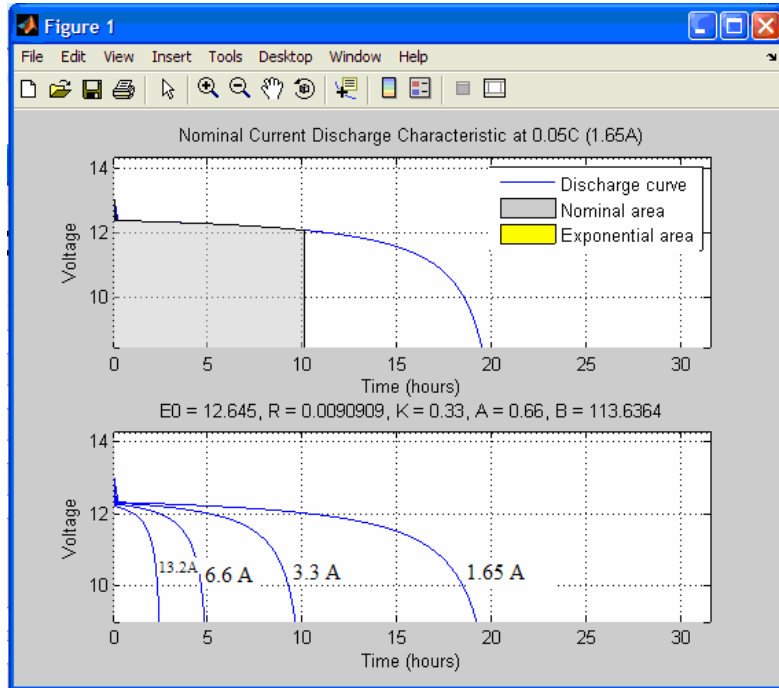 Figure 1
File Edit View Insert Tools Desktop Window Help
Nominal Current Discharge Characteristic at 0.05C (1.65A)
14
12
10
Voltage
Discharge curve
Nominal area
Exponential area
0 5 10 15 20 25 30
Time (hours)
E0 = 12.645, R = 0.0090909, K = 0.33, A = 0.66, B = 113.6364
14
12
10
Voltage
13.2A 6.6 A 3.3 A 1.65 A
0 5 10 15 20 25 30
Time (hours)